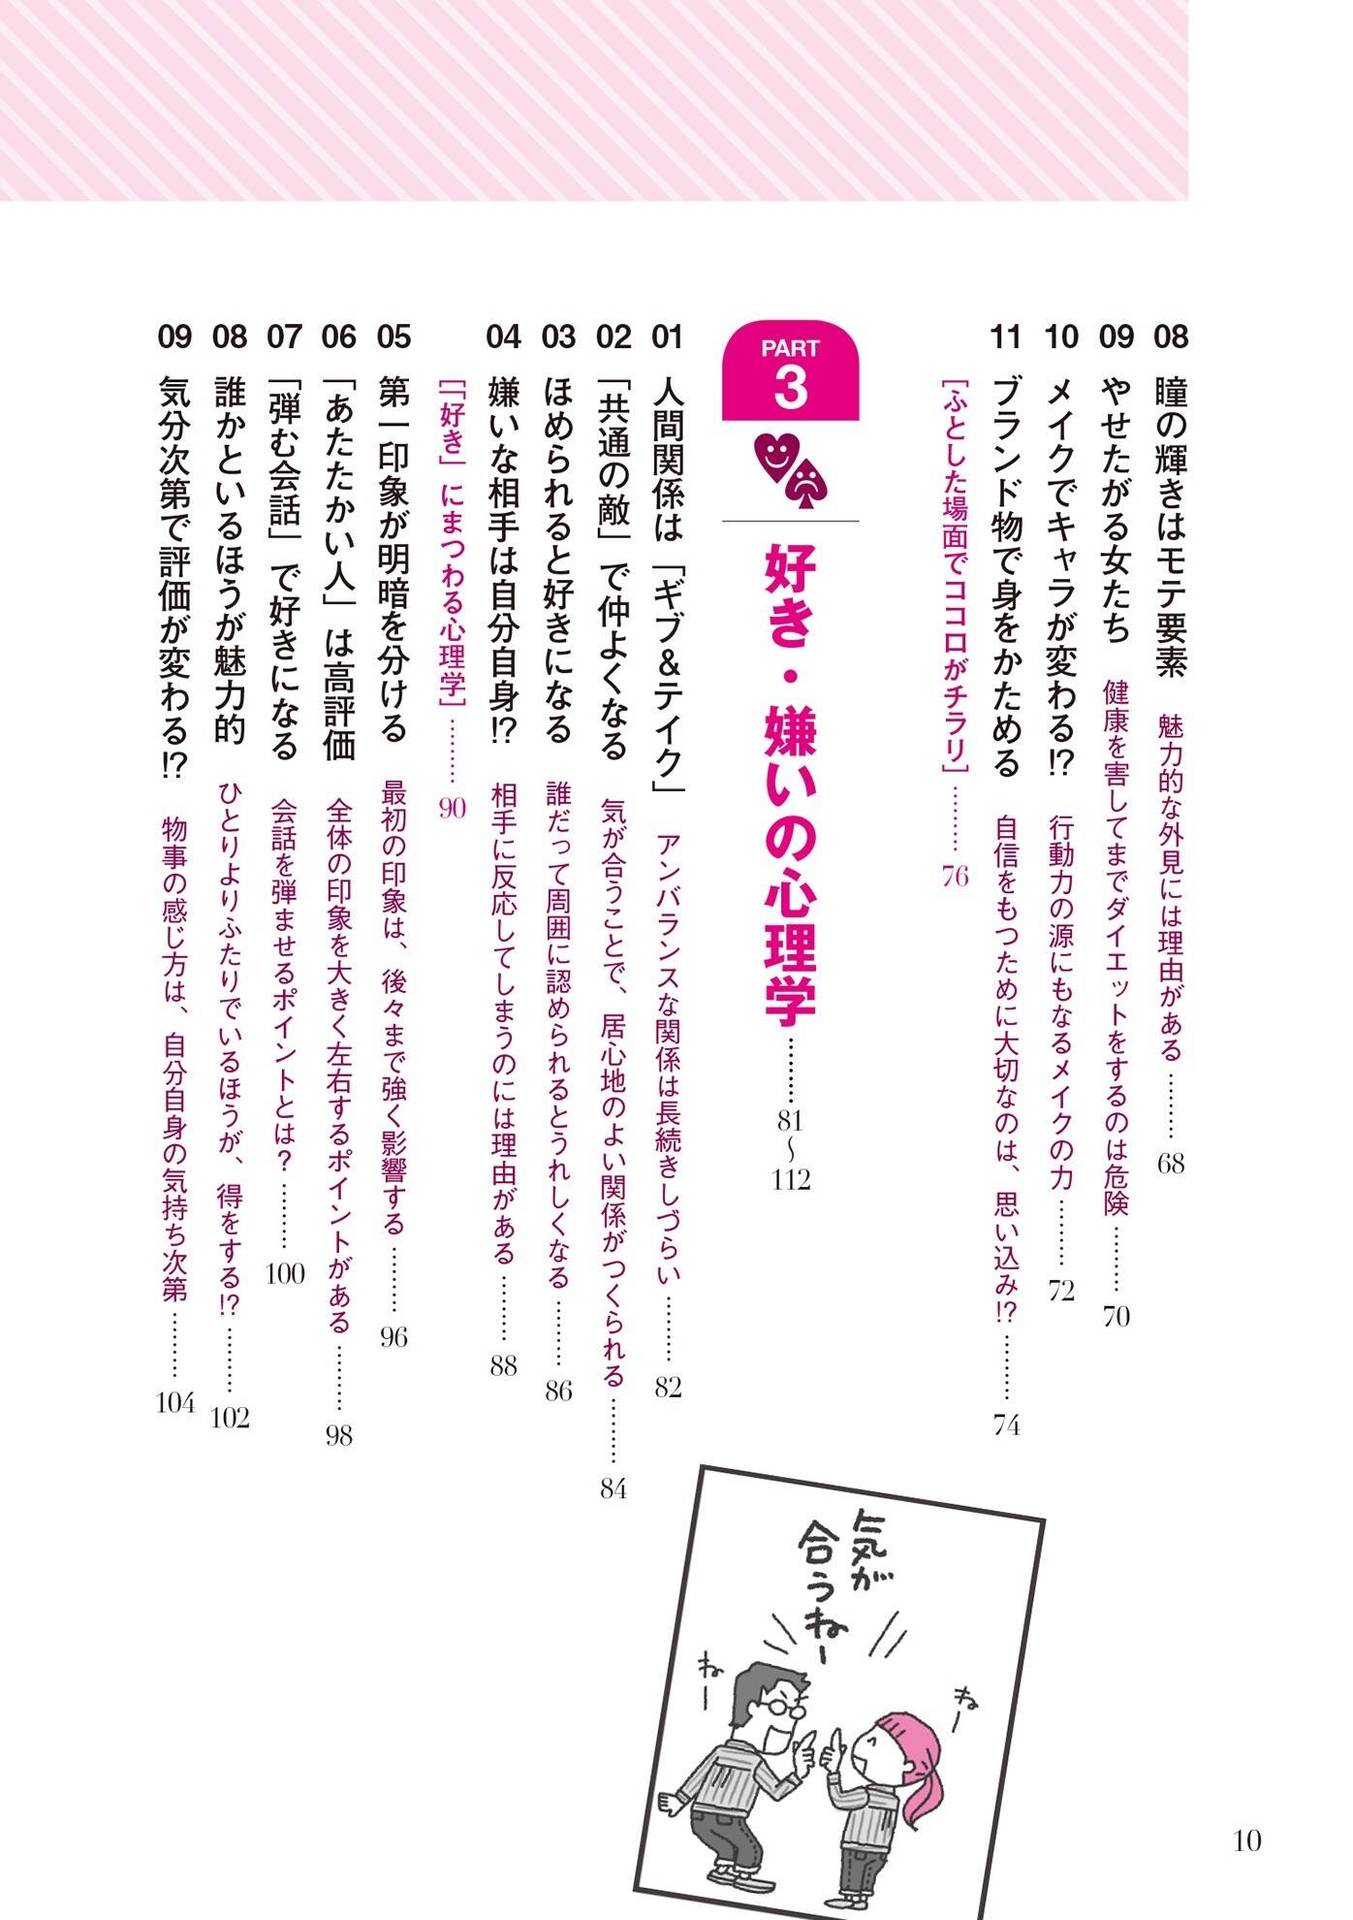 08 瞳の輝きはモテ要素 魅力的な外見には理由がある………68
09 やせたがる女たち 健康を害してまでダイエットをするのは危険………70
10 メイクでキャラが変わる!? 行動力の源にもなるメイクの力………72
11 ブランド物で身をかためる 自信をもつために大切なのは、思い込み!?………74
[ふとした場面でココロがチラリ]………76
PART
3
好き・嫌いの心理学………81〜112
01 人間関係は「ギブ&テイク」 アンバランスな関係は長続きしづらい………82
02 「共通の敵」で仲よくなる 気が合うことで、居心地のよい関係がつくられる………84
03 ほめられると好きになる 誰だって周囲に認められるとうれしくなる………86
04 嫌いな相手は自分自身!? 相手に反応してしまうのには理由がある………88
[「好き」にまつわる心理学]………90
05 第一印象が明暗を分ける 最初の印象は、後々まで強く影響する………96
06 「あたたかい人」は高評価 全体の印象を大きく左右するポイントがある………98
07 「弾む会話」で好きになる 会話を弾ませるポイントとは?………100
08 誰かといるほうが魅力的 ひとりよりふたりでいるほうが、得をする!?………102
09 気分次第で評価が変わる!? 物事の感じ方は、自分自身の気持ち次第………104
気が
合うねー
ねー
ねー
10